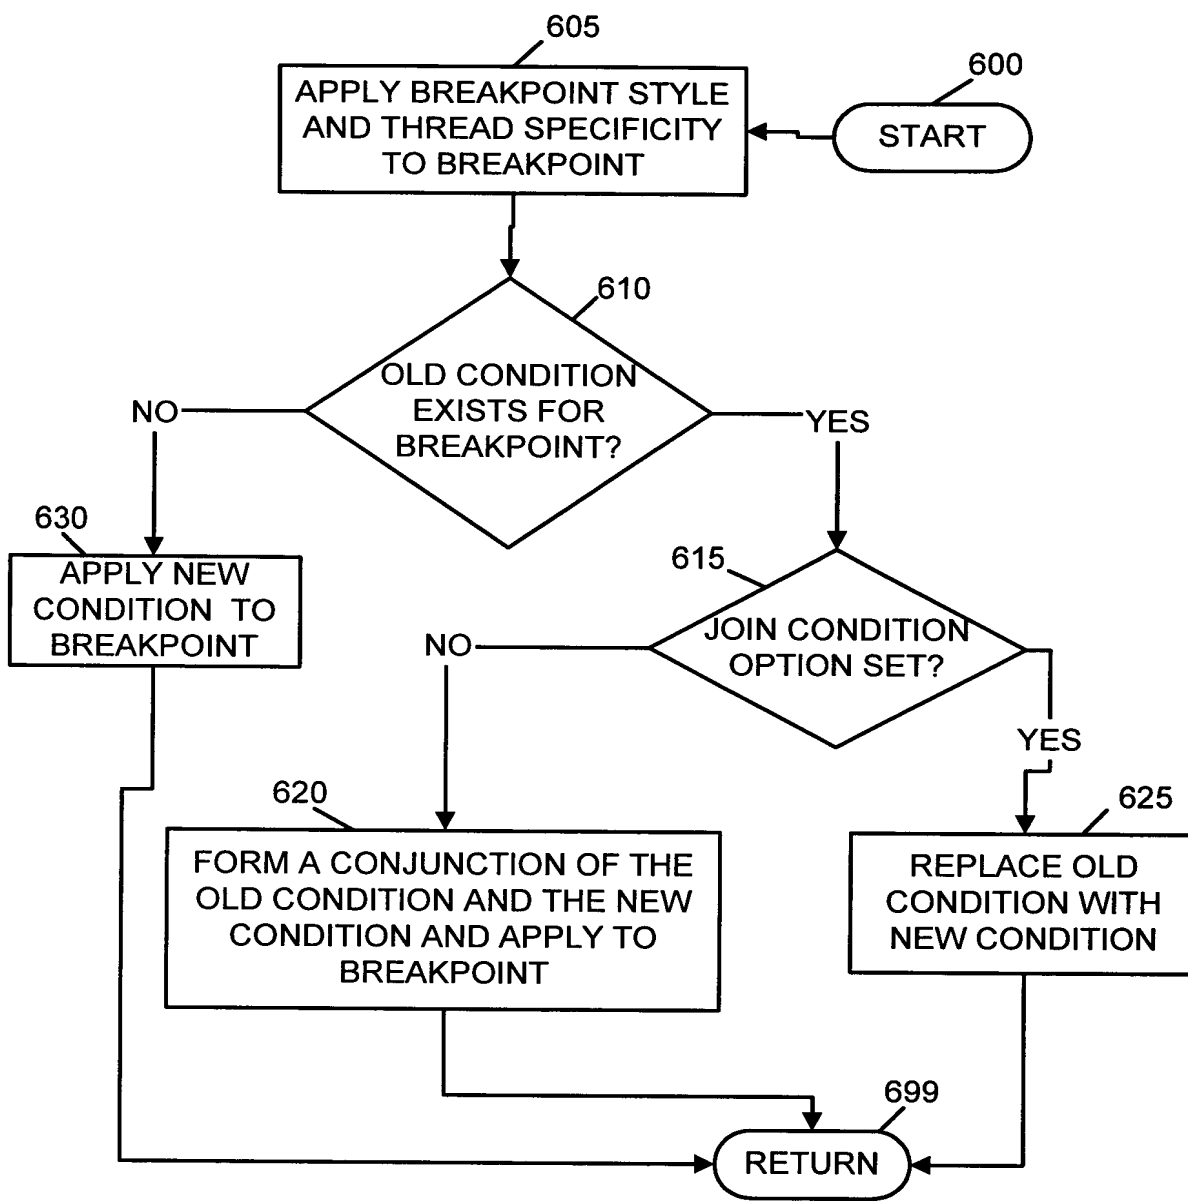 605
600
APPLY BREAKPOINT STYLE
AND THREAD SPECIFICITY
TO BREAKPOINT
START
610
OLD CONDITION
EXISTS FOR
BREAKPOINT?
NO
YES
630
APPLY NEW
CONDITION TO
BREAKPOINT
615
JOIN CONDITION
OPTION SET?
NO
YES
620
FORM A CONJUNCTION OF THE
OLD CONDITION AND THE NEW
CONDITION AND APPLY TO
BREAKPOINT
625
REPLACE OLD
CONDITION WITH
NEW CONDITION
699
RETURN